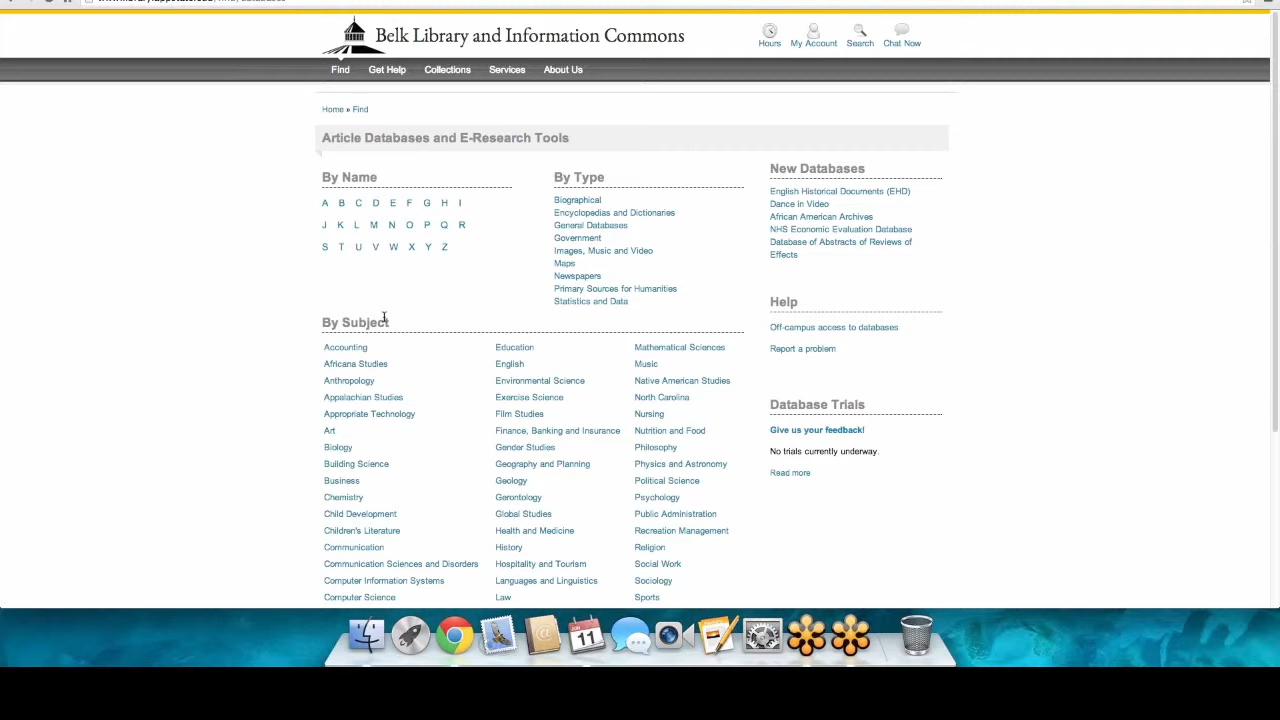 Belk Library and Information Commons
Hours My Account Search Chat Now
Find Get Help Collections Services About Us
Home » Find
Article Databases and E-Research Tools
By Name
A B C D E F G H I
J K L M N O P Q R
S T U V W X Y Z
By Type
Biographical
Encyclopedias and Dictionaries
General Databases
Government
Images, Music and Video
Maps
Newspapers
Primary Sources for Humanities
Statistics and Data
New Databases
English Historical Documents (EHD)
Dance in Video
African American Archives
NHS Economic Evaluation Database
Database of Abstracts of Reviews of
Effects
Help
Off-campus access to databases
Report a problem
Database Trials
Give us your feedback!
No trials currently underway.
Read more
By Subject
Accounting
Africana Studies
Anthropology
Appalachian Studies
Appropriate Technology
Art
Biology
Building Science
Business
Chemistry
Child Development
Children's Literature
Communication
Communication Sciences and Disorders
Computer Information Systems
Computer Science
Education
English
Environmental Science
Exercise Science
Film Studies
Finance, Banking and Insurance
Gender Studies
Geography and Planning
Geology
Gerontology
Global Studies
Health and Medicine
History
Hospitality and Tourism
Languages and Linguistics
Law
Mathematical Sciences
Music
Native American Studies
North Carolina
Nursing
Nutrition and Food
Philosophy
Physics and Astronomy
Political Science
Psychology
Public Administration
Recreation Management
Religion
Social Work
Sociology
Sports
JUN
11